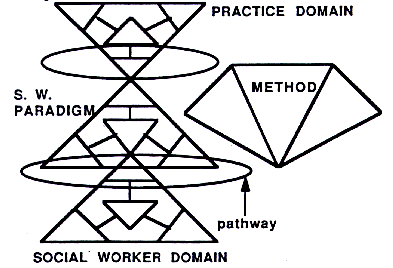 PRACTICE DOMAIN
METHOD
S. W.
PARADIGM
pathway
SOCIAL WORKER DOMAIN